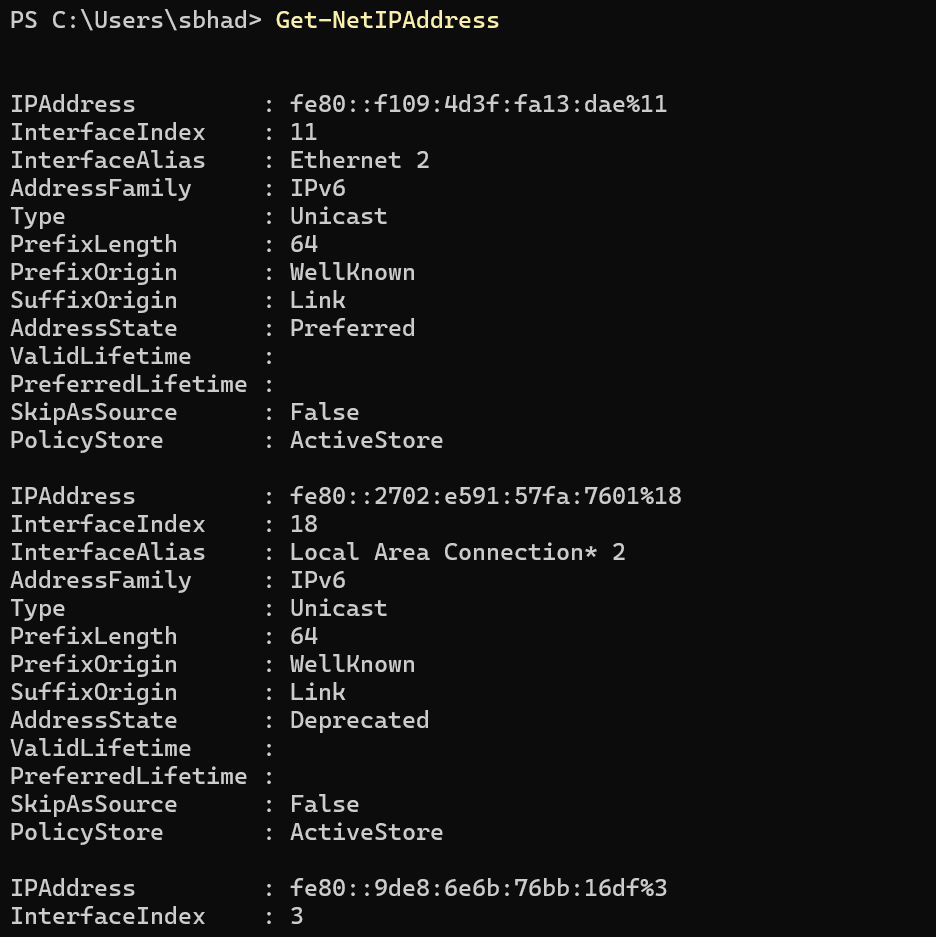 PS C:\Users\sbhad> Get-NetIPAddress
IPAddress         : fe80::f109:4d3f:fa13:dae%11
InterfaceIndex    : 11
InterfaceAlias    : Ethernet 2
AddressFamily     : IPv6
Type              : Unicast
PrefixLength      : 64
PrefixOrigin      : WellKnown
SuffixOrigin      : Link
AddressState      : Preferred
ValidLifetime     :
PreferredLifetime :
SkipAsSource      : False
PolicyStore       : ActiveStore
IPAddress         : fe80::2702:e591:57fa:7601%18
InterfaceIndex    : 18
InterfaceAlias    : Local Area Connection* 2
AddressFamily     : IPv6
Type              : Unicast
PrefixLength      : 64
PrefixOrigin      : WellKnown
SuffixOrigin      : Link
AddressState      : Deprecated
ValidLifetime     :
PreferredLifetime :
SkipAsSource      : False
PolicyStore       : ActiveStore
IPAddress         : fe80::9de8:6e6b:76bb:16df%3
InterfaceIndex    : 3